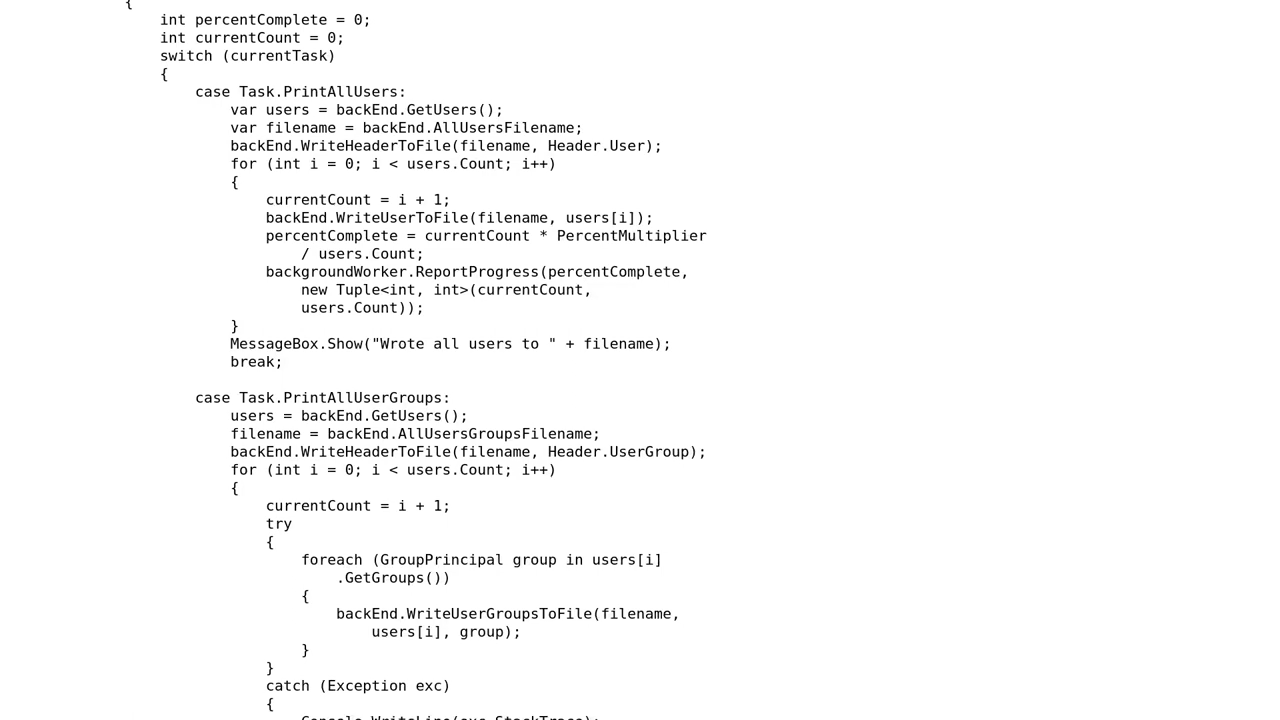 {
int percentComplete = 0;
int currentCount = 0;
switch (currentTask)
{
case Task.PrintAllUsers:
var users = backEnd.GetUsers();
var filename = backEnd.AllUsersFilename;
backEnd.WriteHeaderToFile(filename, Header.User);
for (int i = 0; i < users.Count; i++)
{
currentCount = i + 1;
backEnd.WriteUserToFile(filename, users[i]);
percentComplete = currentCount * PercentMultiplier
/ users.Count;
backgroundWorker.ReportProgress(percentComplete,
new Tuple<int, int>(currentCount,
users.Count));
}
MessageBox.Show("Wrote all users to " + filename);
break;
case Task.PrintAllUserGroups:
users = backEnd.GetUsers();
filename = backEnd.AllUsersGroupsFilename;
backEnd.WriteHeaderToFile(filename, Header.UserGroup);
for (int i = 0; i < users.Count; i++)
{
currentCount = i + 1;
try
{
foreach (GroupPrincipal group in users[i]
.GetGroups())
{
backEnd.WriteUserGroupsToFile(filename,
users[i], group);
}
}
catch (Exception exc)
{
Console.WriteLine(exc.StackTrace);